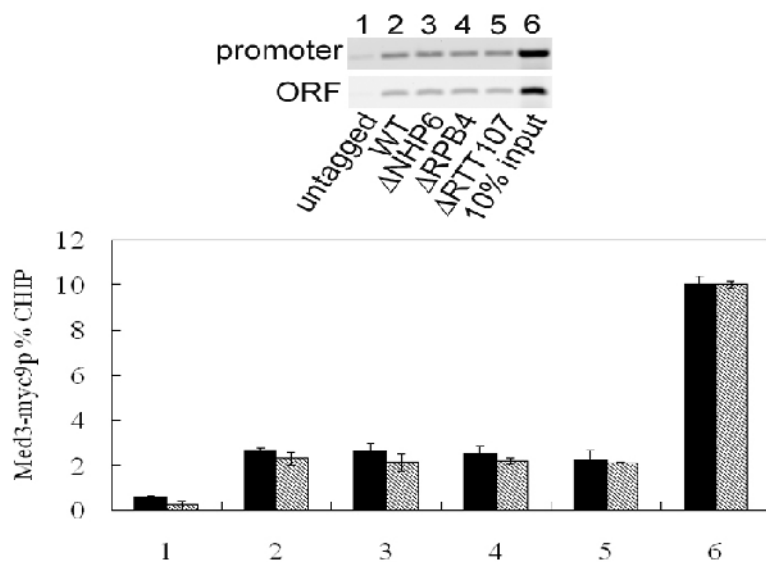 1 2 3 4 5 6
promoter
ORF
untagged
WT
ΔNHP6
ΔRPB4
ΔRTT107
10% input
Med3-myc9p % CHIP
12
10
8
6
4
2
0
1 2 3 4 5 6